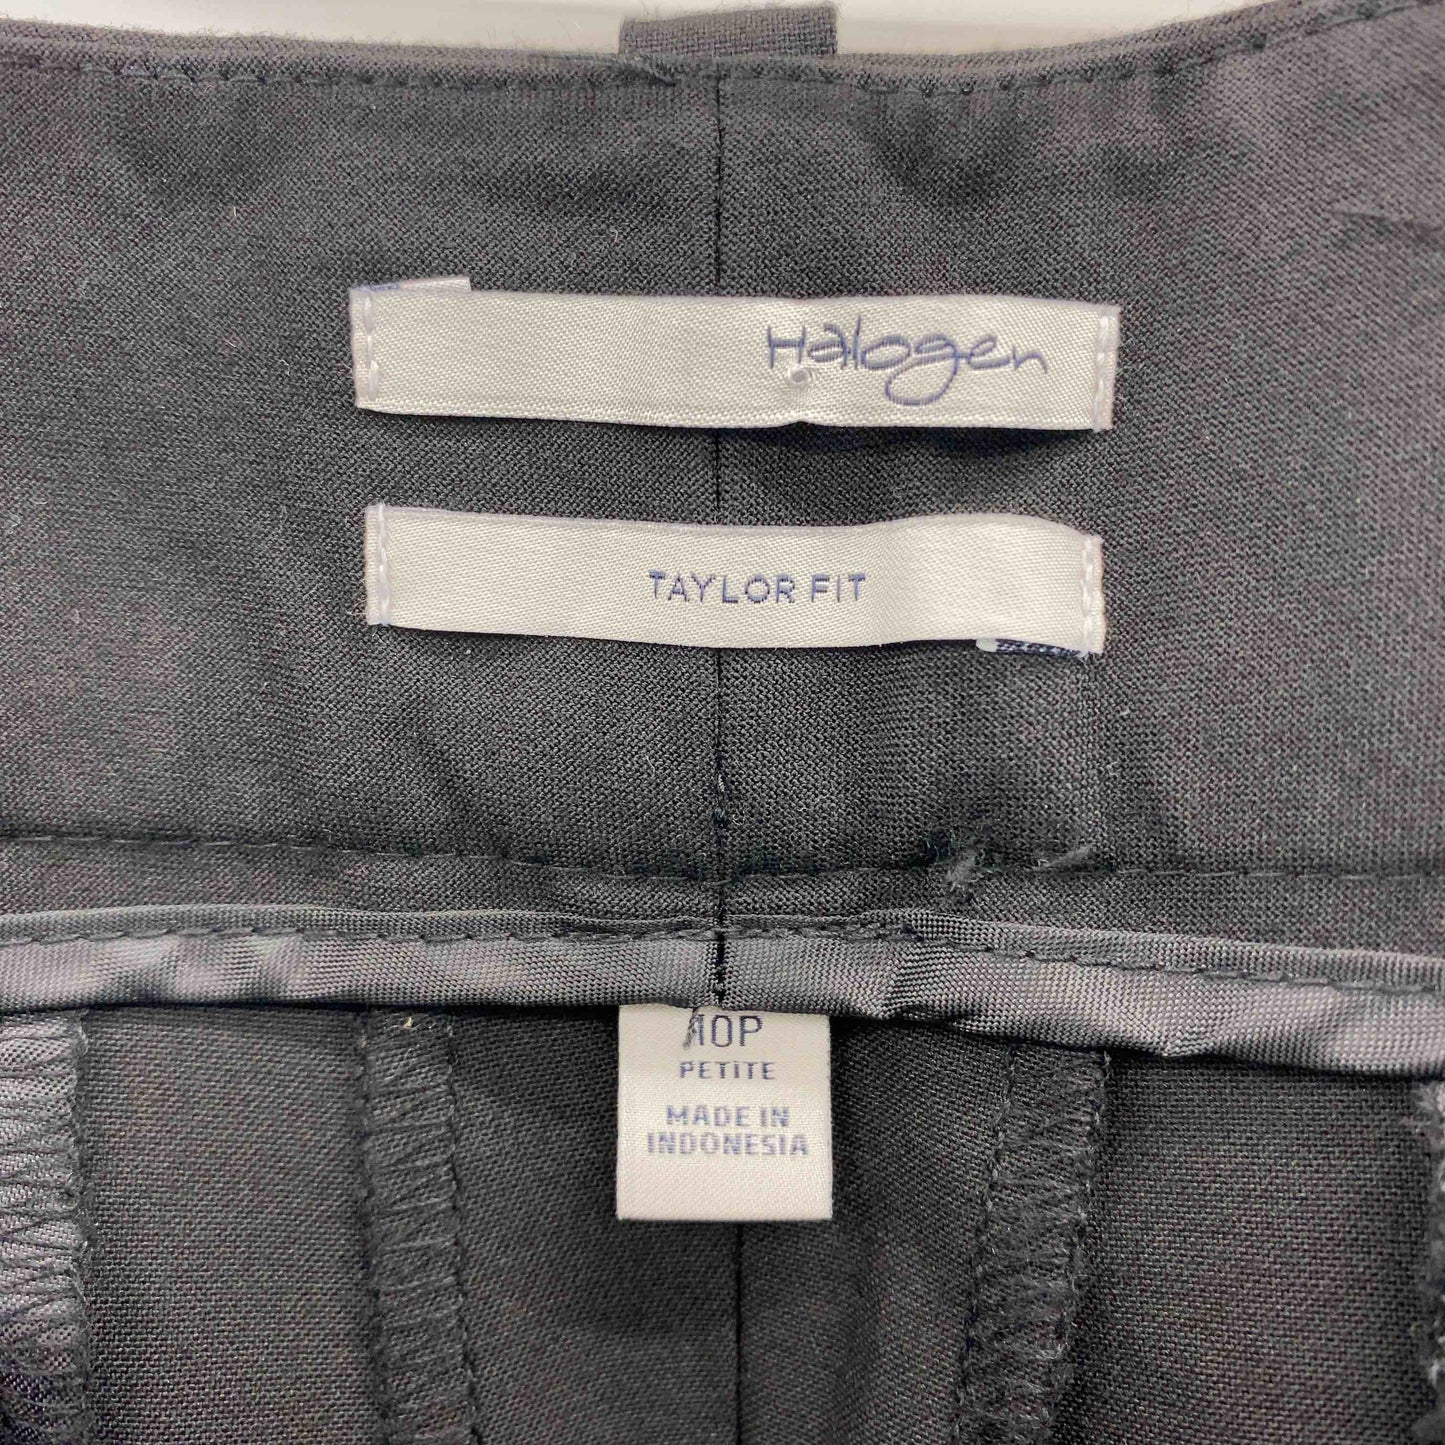 Halogen
TAYLOR FIT
10P
PETITE
MADE IN
INDONESIA